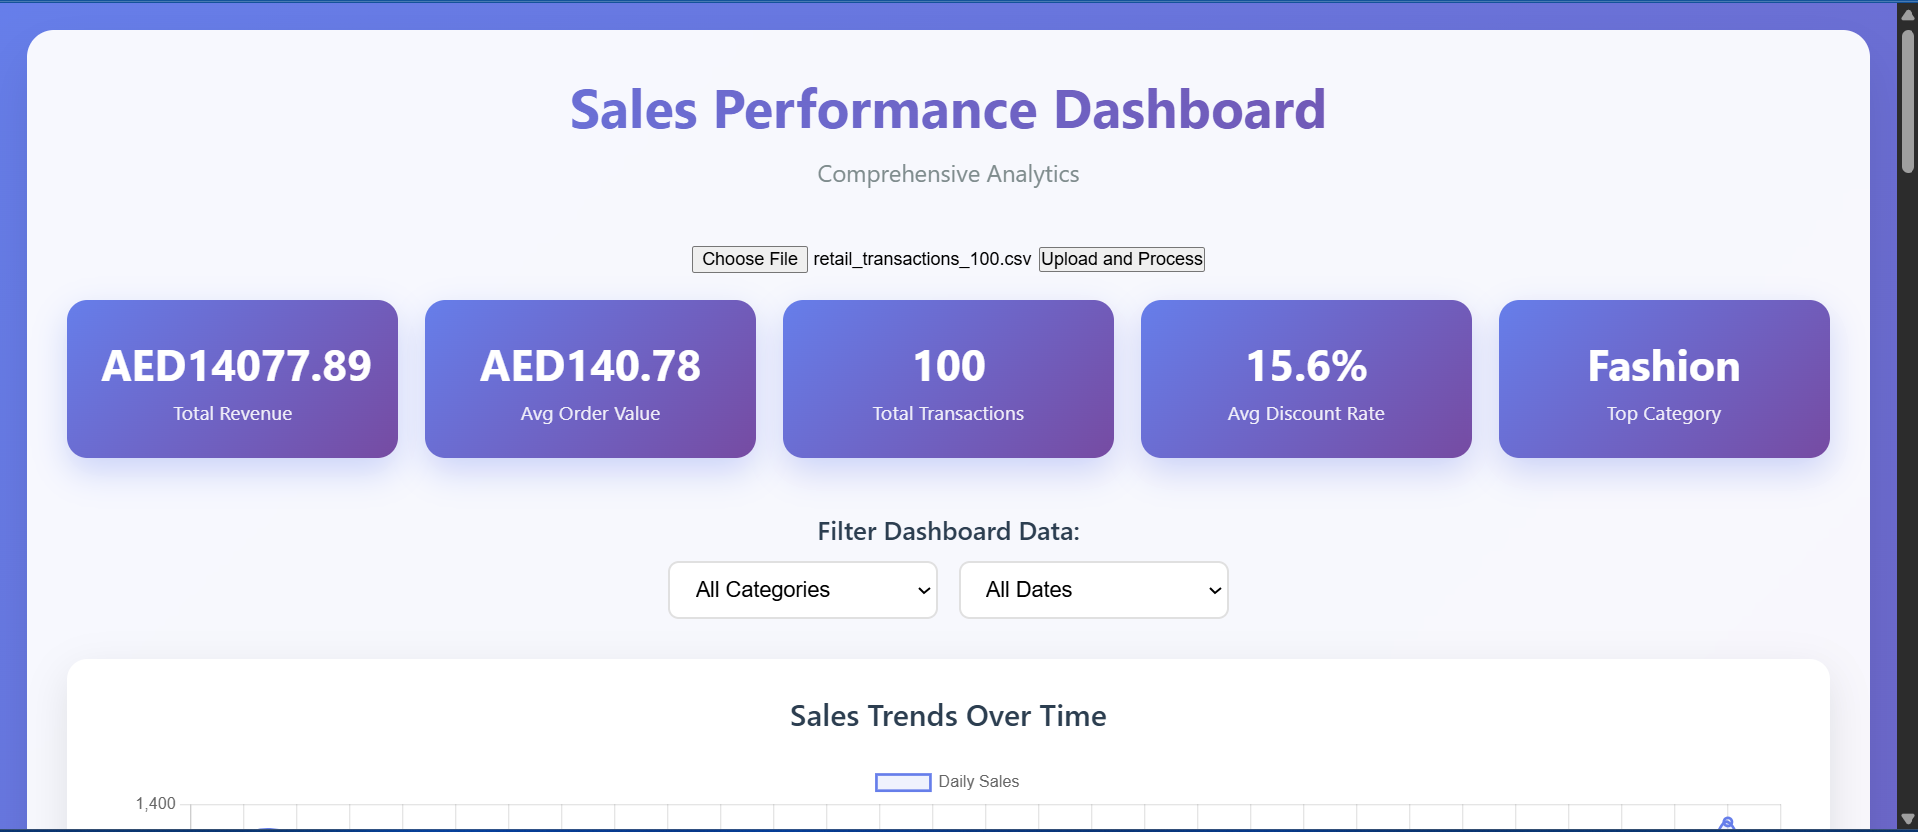 Sales Performance Dashboard
Comprehensive Analytics
Choose File retail_transactions_100.csv Upload and Process
AED14077.89
Total Revenue
AED140.78
Avg Order Value
100
Total Transactions
15.6%
Avg Discount Rate
Fashion
Top Category
Filter Dashboard Data:
All Categories
All Dates
Sales Trends Over Time
Daily Sales
1,400